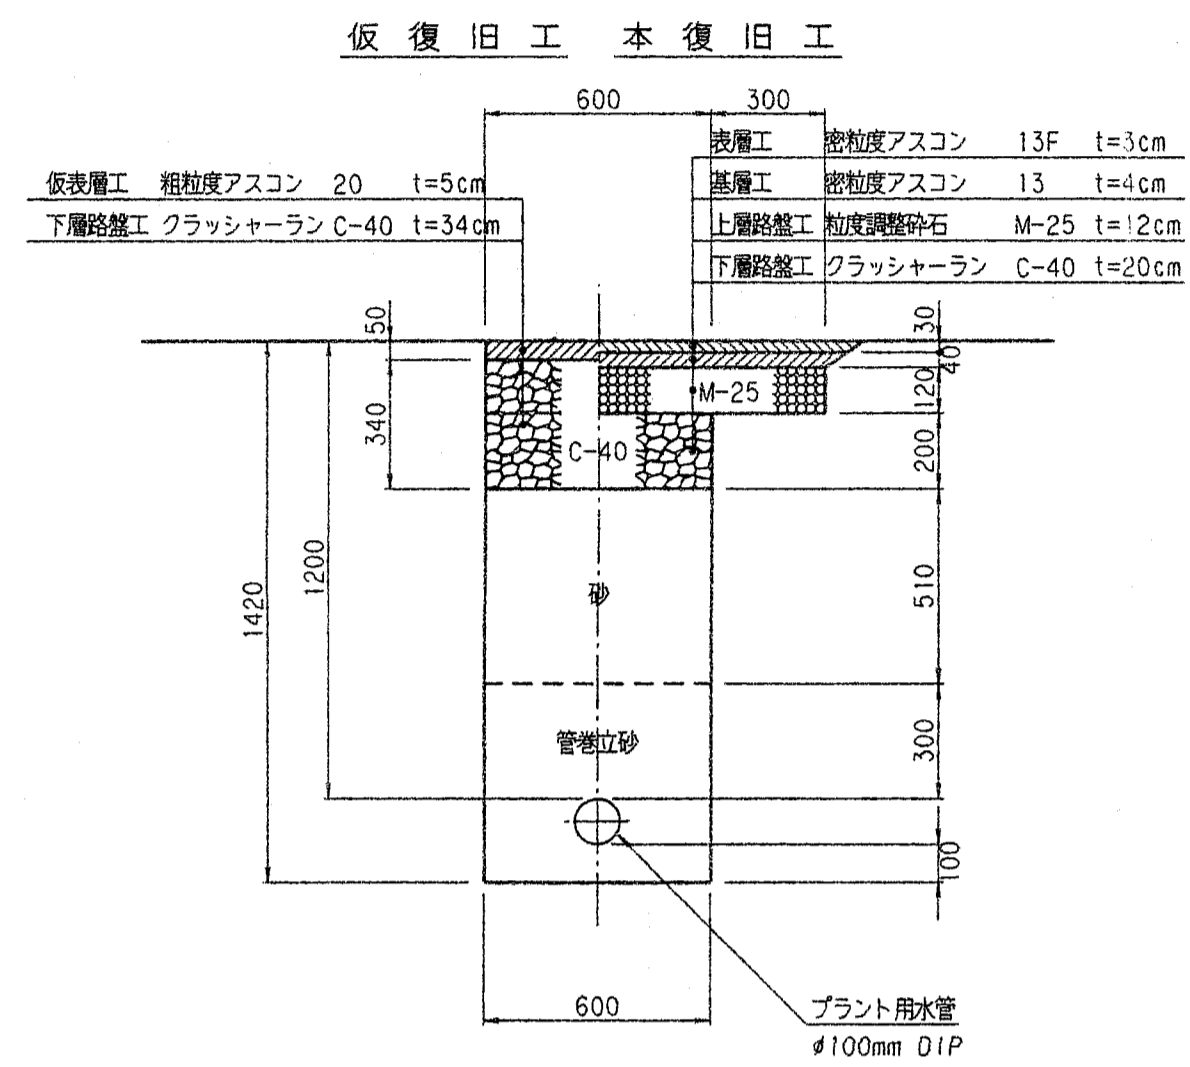 仮復旧工 本復旧工
600 300
表層工 密粒度アスコン 13F t=3cm
仮表層工 粗粒度アスコン 20 t=5cm
基層工 密粒度アスコン 13 t=4cm
下層路盤工 クラッシャーラン C-40 t=34cm
上層路盤工 粒度調整砕石 M-25 t=12cm
下層路盤工 クラッシャーラン C-40 t=20cm
50
30
40
120
M-25
340
C-40
200
1200
1420
砂
510
管巻立砂
300
100
600
プラント用水管
φ100mm DIP